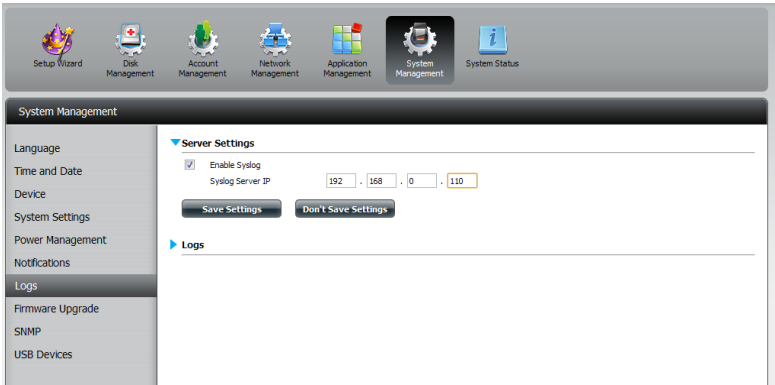 Setup Wizard
Disk Management
Account Management
Network Management
Application Management
System Management
System Status
System Management
Language
Time and Date
Device
System Settings
Power Management
Notifications
Logs
Firmware Upgrade
SNMP
USB Devices
Server Settings
Enable Syslog
Syslog Server IP 192 . 168 . 0 . 110
Save Settings Don't Save Settings
Logs